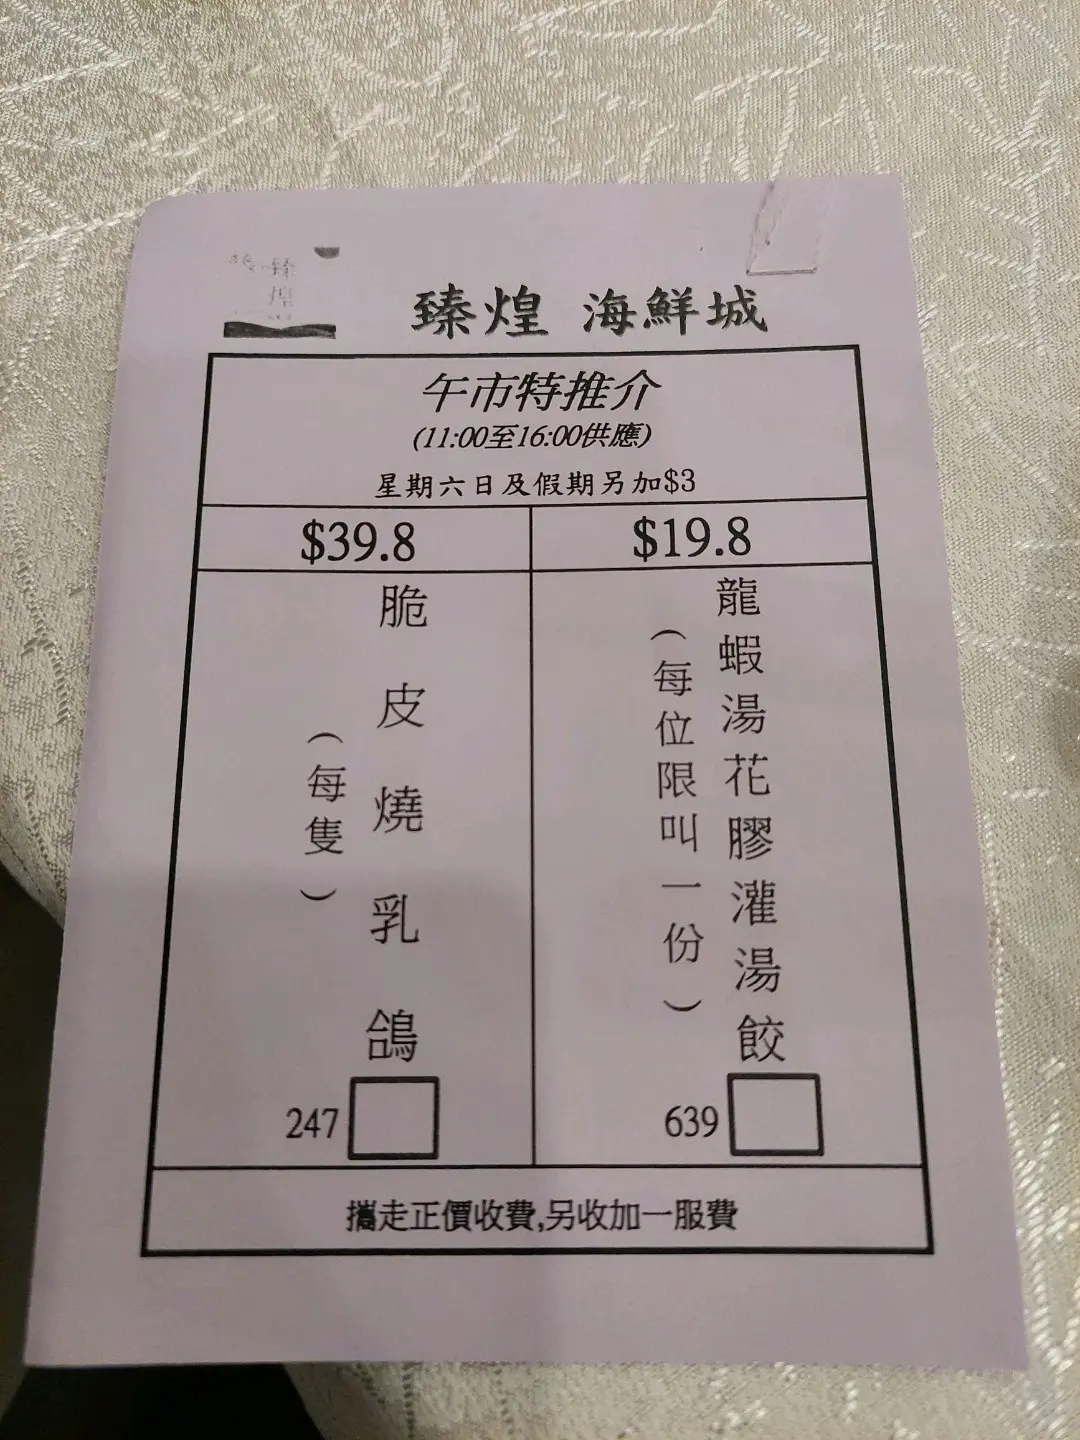 臻煌 海鮮城
午市特推介
(11:00至16:00供應)
星期六日及假期另加$3
$39.8
$19.8
脆皮燒乳鴿
(每隻)
247
龍蝦湯花膠灌湯餃
(每位限叫一份)
639
攜走正價收費,另收加一服費